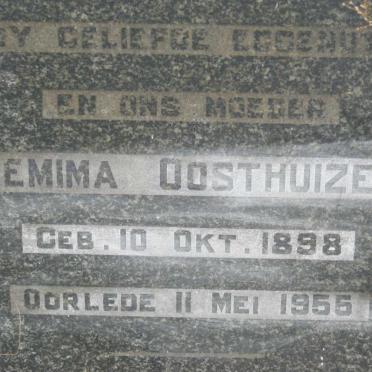 Y GELIEFDE EGGENO
EN ONS MOEDER
EMIMA OOSTHUIZE
GEB. 10 OKT. 1898
OORLEDE 11 MEI 1955